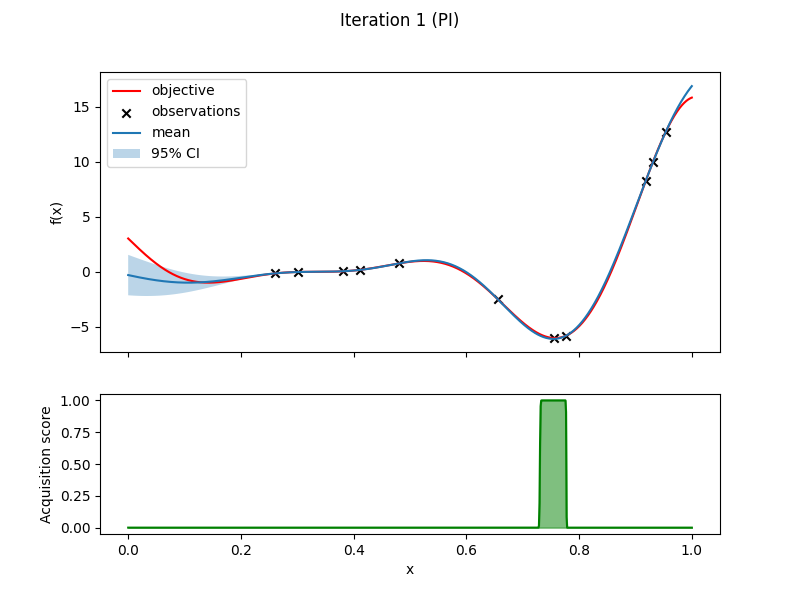 Iteration 1 (PI)
objective
observations
mean
95% CI
f(x)
15
10
5
0
−5
Acquisition score
1.00
0.75
0.50
0.25
0.00
0.0 0.2 0.4 0.6 0.8 1.0
x